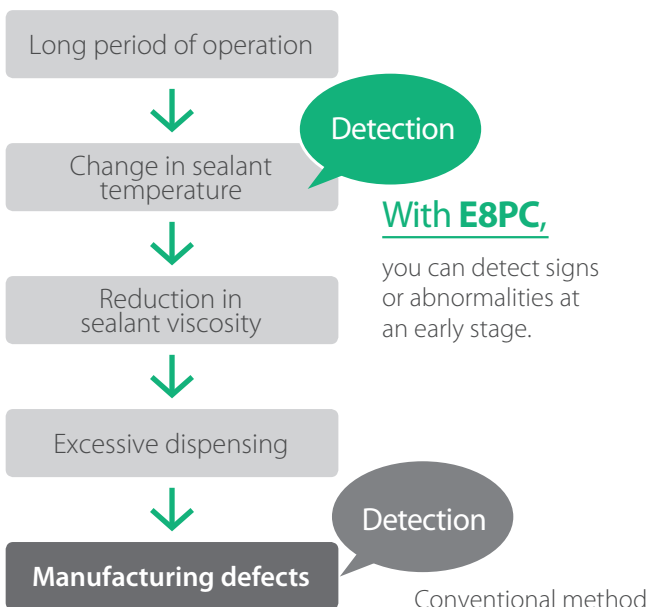 Long period of operation
Detection
Change in sealant
temperature
With E8PC,
you can detect signs
or abnormalities at
an early stage.
Reduction in
sealant viscosity
Excessive dispensing
Detection
Manufacturing defects
Conventional method